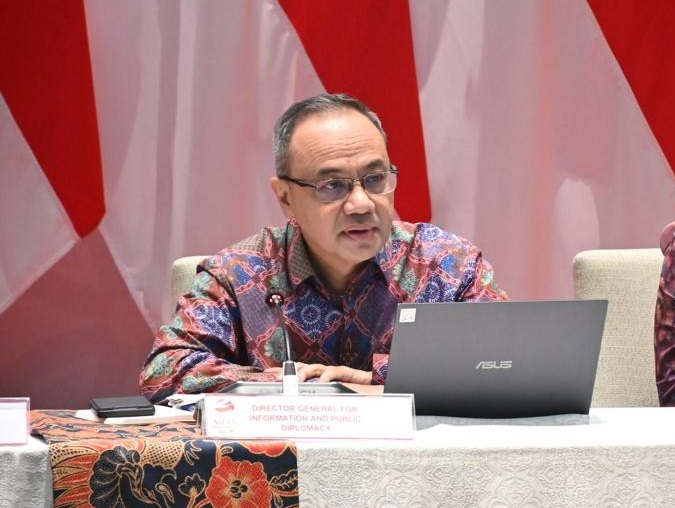 ASUS
DIRECTOR GENERAL FOR
INFORMATION AND PUBLIC
DIPLOMACY